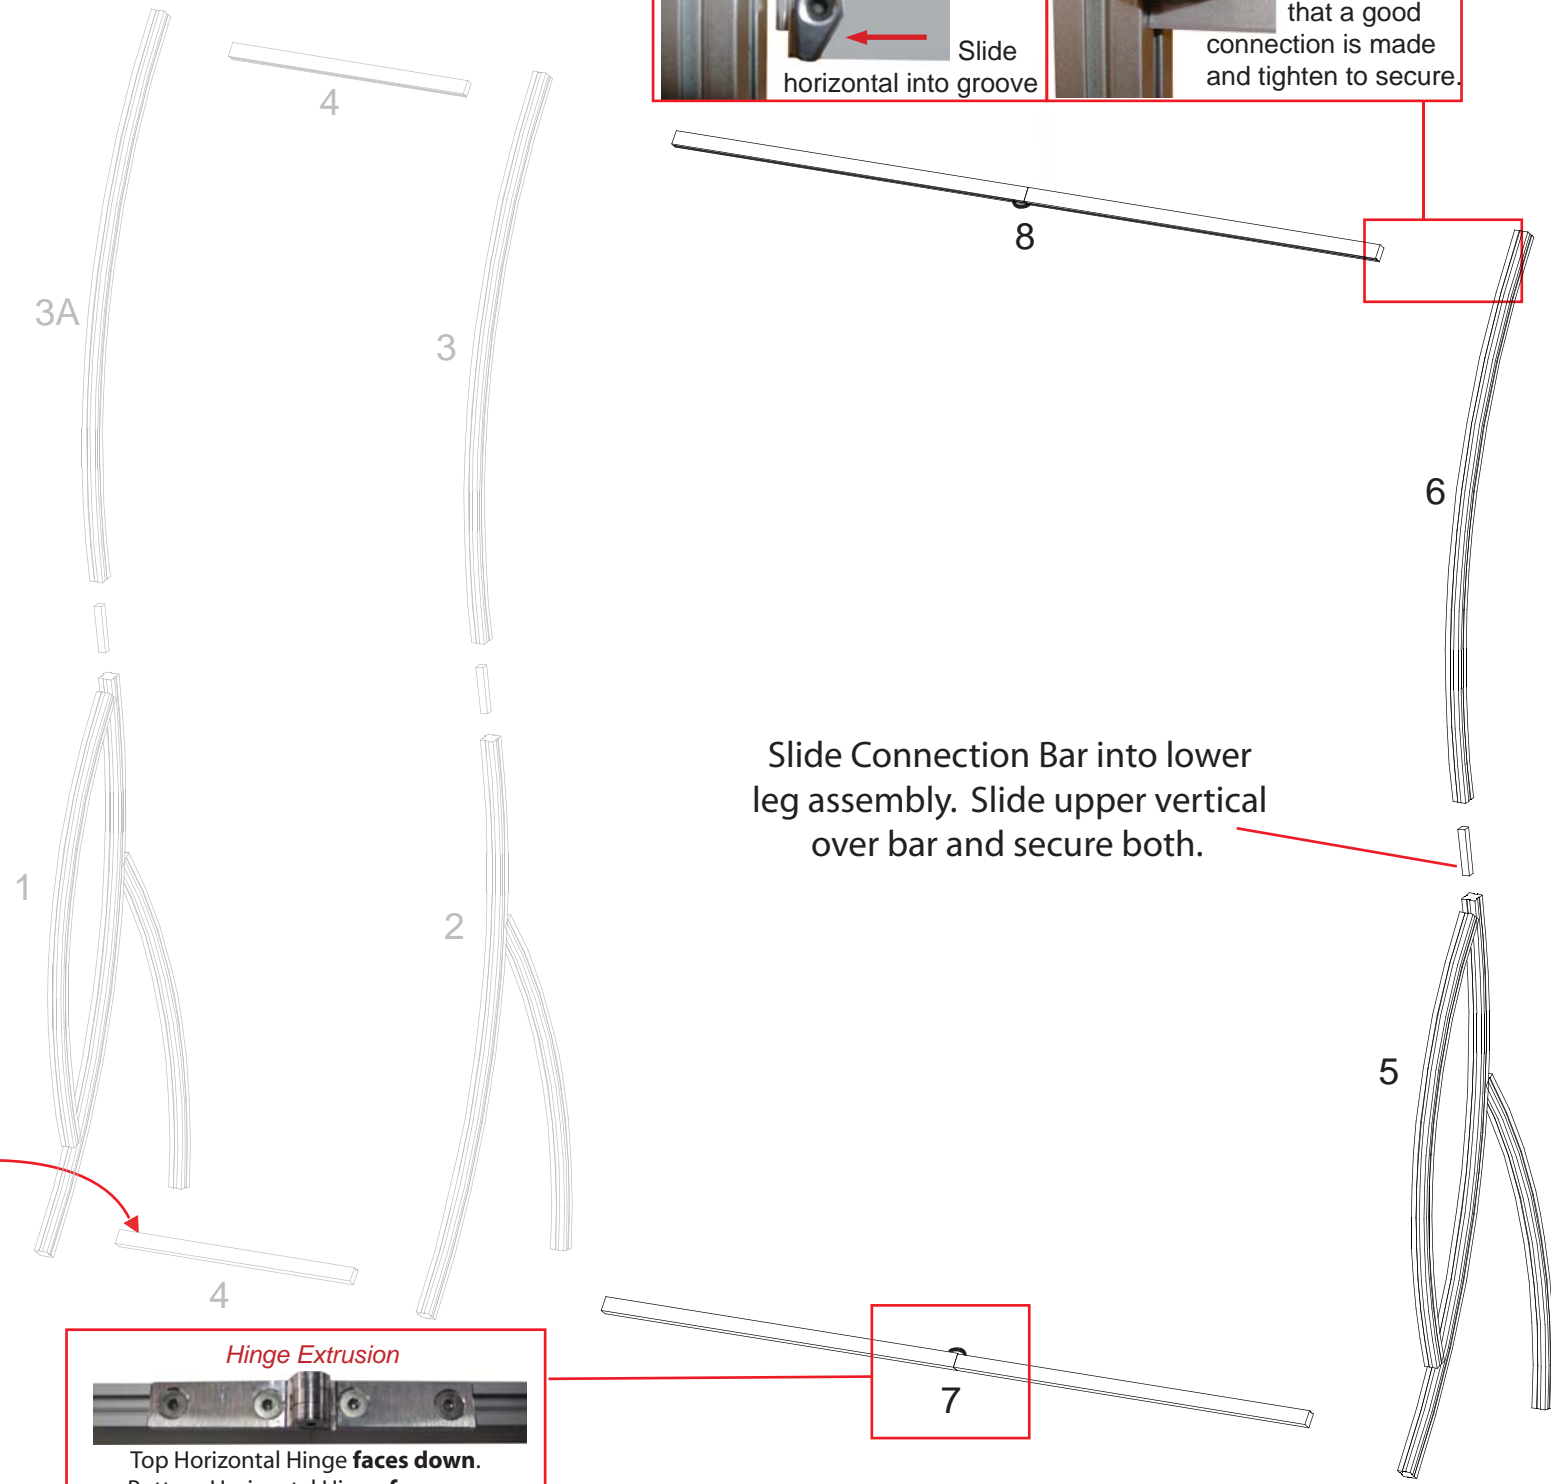 that a good
connection is made
and tighten to secure.
Slide
horizontal into groove
4
8
3A
3
6
Slide Connection Bar into lower
leg assembly. Slide upper vertical
over bar and secure both.
1
2
5
4
7
Hinge Extrusion
Top Horizontal Hinge faces down.